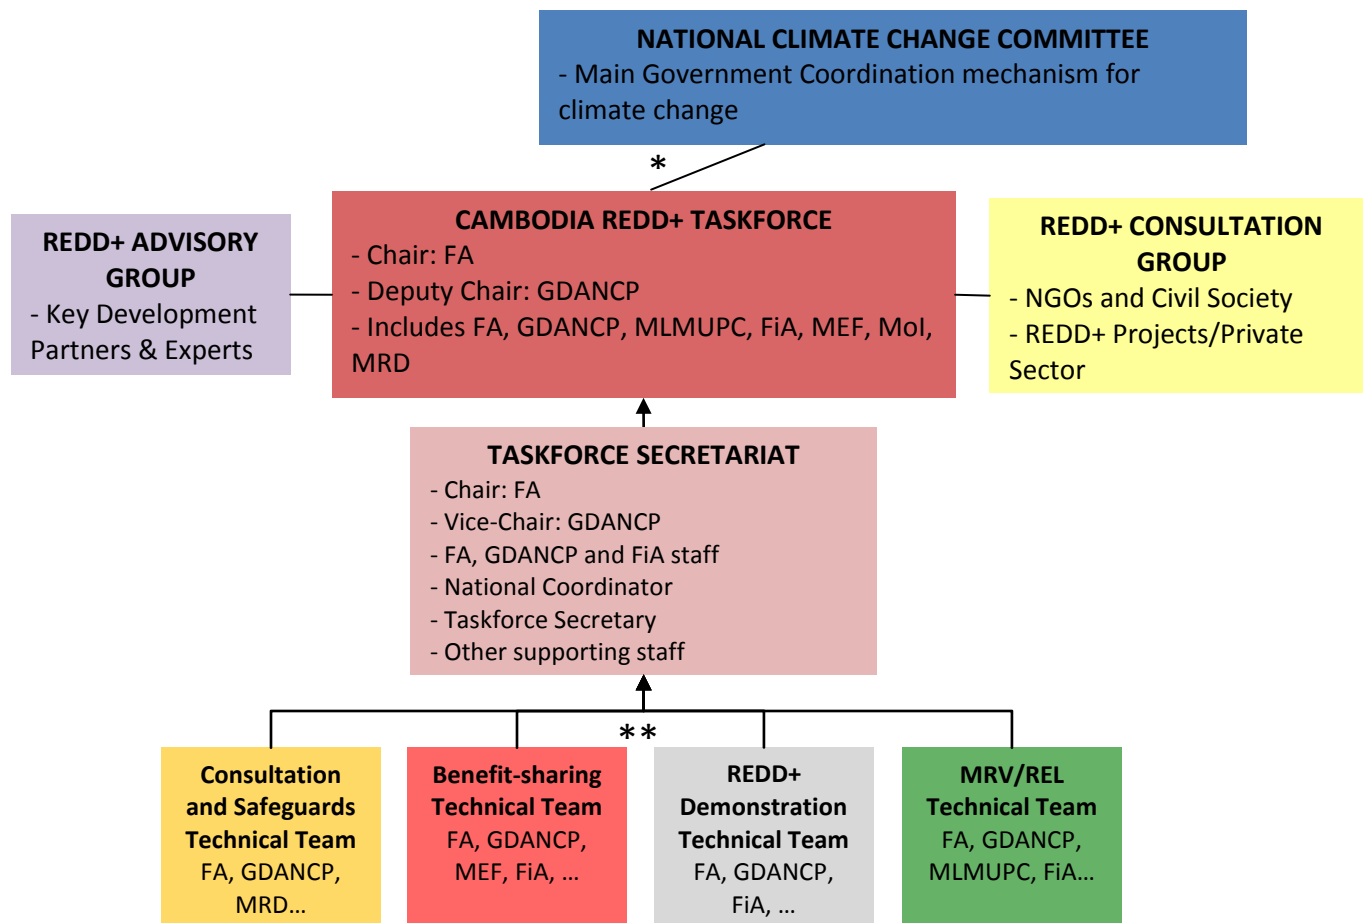 NATIONAL CLIMATE CHANGE COMMITTEE
- Main Government Coordination mechanism for
climate change
*
REDD+ ADVISORY
GROUP
- Key Development
Partners & Experts
CAMBODIA REDD+ TASKFORCE
- Chair: FA
- Deputy Chair: GDANCP
- Includes FA, GDANCP, MLMUPC, FiA, MEF, MoI,
MRD
REDD+ CONSULTATION
GROUP
- NGOs and Civil Society
- REDD+ Projects/Private
Sector
TASKFORCE SECRETARIAT
- Chair: FA
- Vice-Chair: GDANCP
- FA, GDANCP and FiA staff
- National Coordinator
- Taskforce Secretary
- Other supporting staff
**
Consultation
and Safeguards
Technical Team
FA, GDANCP,
MRD…
Benefit-sharing
Technical Team
FA, GDANCP,
MEF, FiA, …
REDD+
Demonstration
Technical Team
FA, GDANCP,
FiA, …
MRV/REL
Technical Team
FA, GDANCP,
MLMUPC, FiA…